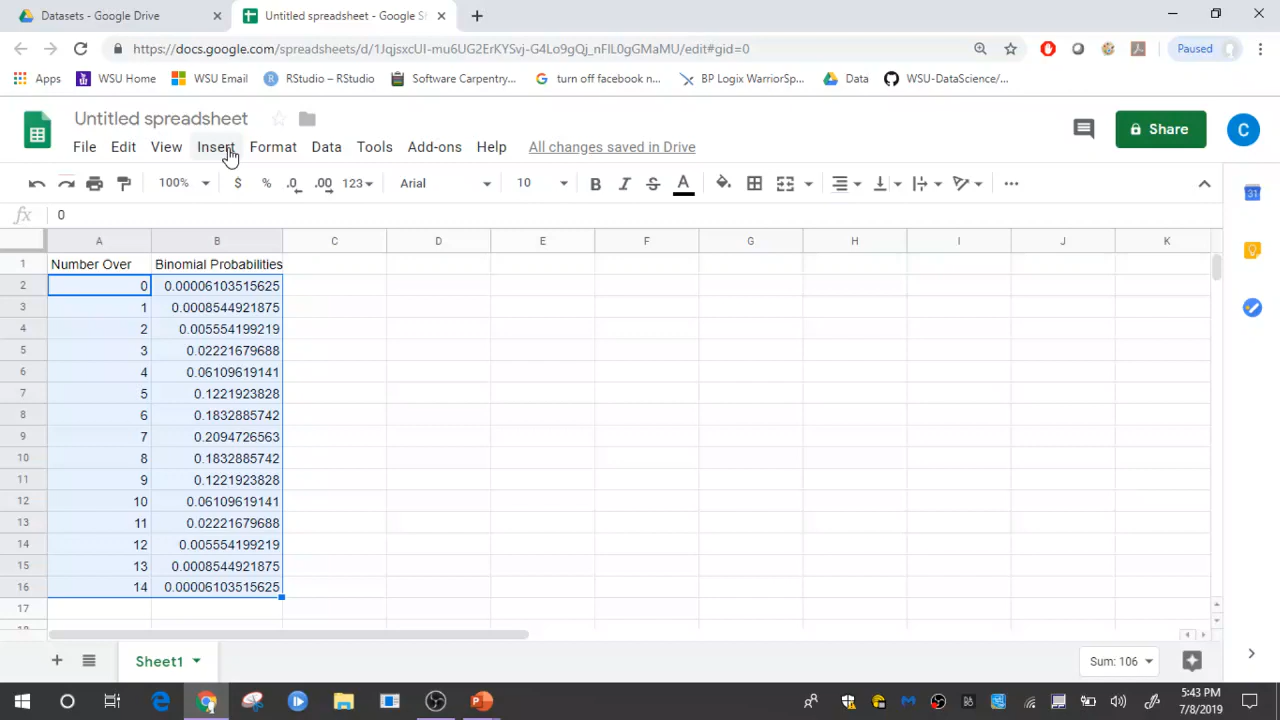 Datasets - Google Drive
Untitled spreadsheet - Google Sh
https://docs.google.com/spreadsheets/d/1JqjsxcUI-mu6UG2ErKYSvj-G4Lo9gQj_nFIL0gGMaMU/edit#gid=0
Paused
Apps WSU Home WSU Email RStudio – RStudio Software Carpentry... turn off facebook n... BP Logix WarriorSp... Data WSU-DataScience/...
Untitled spreadsheet
Share
C
File Edit View Insert Format Data Tools Add-ons Help All changes saved in Drive
100% $ % .0 .00 123 Arial 10 B I S A
31
fx 0
A B C D E F G H I J K
1 Number Over Binomial Probabilities
2 0 0.00006103515625
3 1 0.0008544921875
4 2 0.005554199219
5 3 0.02221679688
6 4 0.06109619141
7 5 0.1221923828
8 6 0.1832885742
9 7 0.2094726563
10 8 0.1832885742
11 9 0.1221923828
12 10 0.06109619141
13 11 0.02221679688
14 12 0.005554199219
15 13 0.0008544921875
16 14 0.00006103515625
17
Sheet1
Sum: 106
5:43 PM
7/8/2019